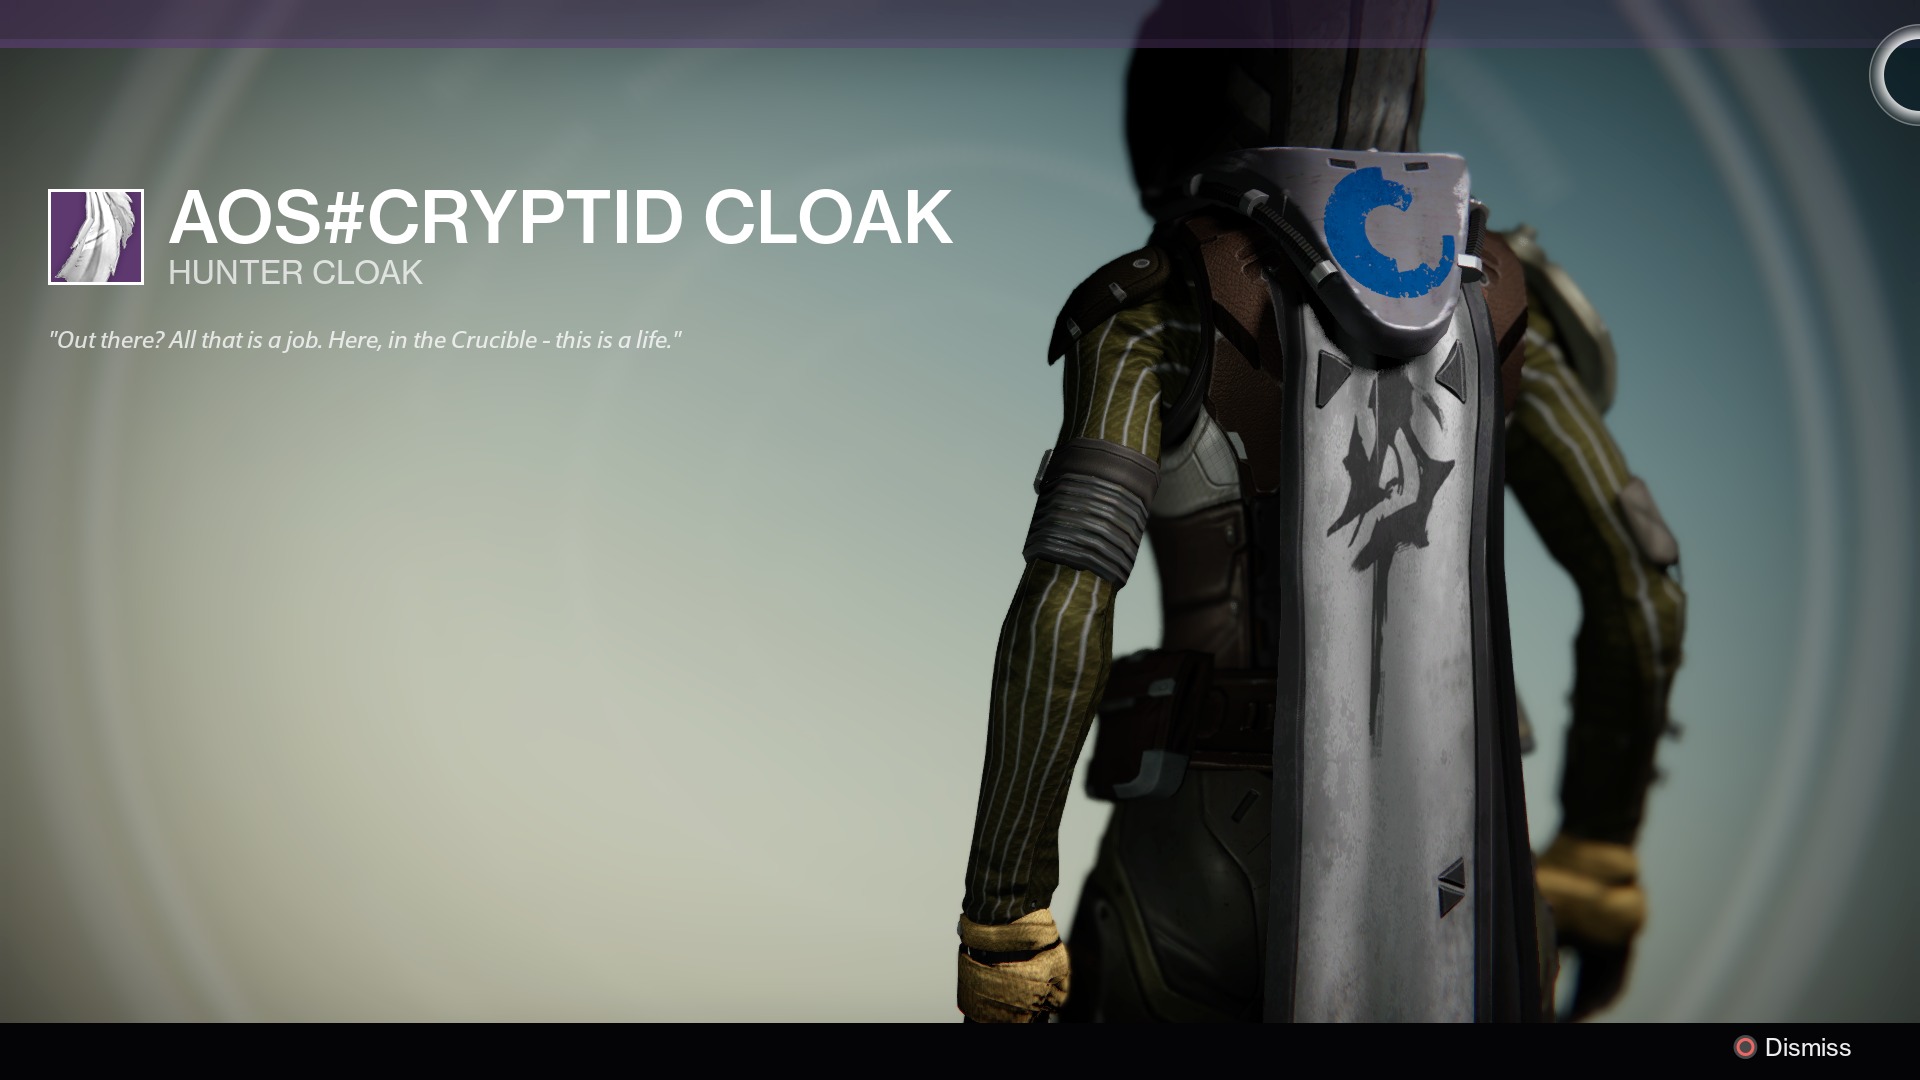 AOS#CRYPTID CLOAK
HUNTER CLOAK
"Out there? All that is a job. Here, in the Crucible - this is a life."
Dismiss